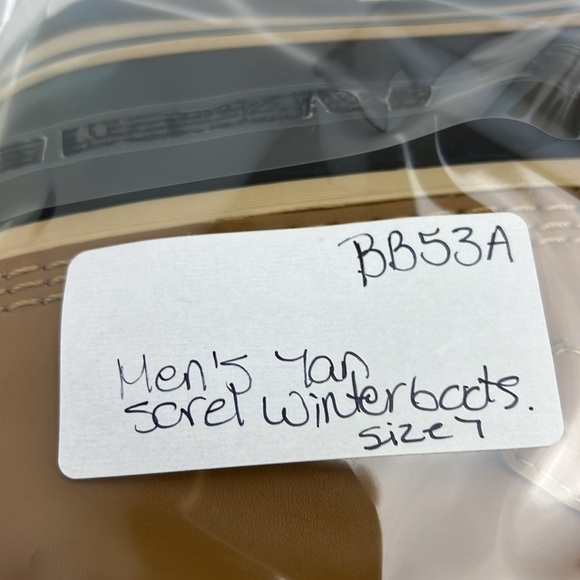 BB53A
Men's Tan
sorel winterboots.
size 7